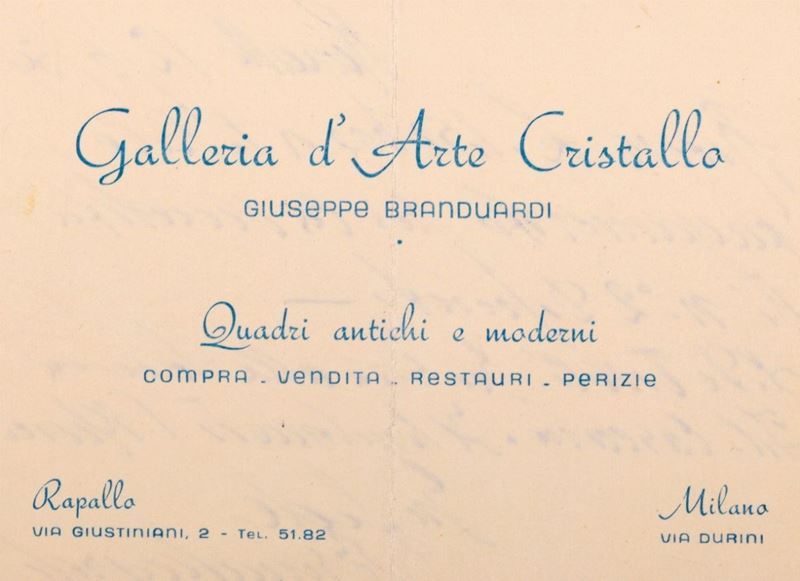 Galleria d'Arte Cristallo
GIUSEPPE BRANDUARDI
Quadri antichi e moderni
COMPRA - VENDITA - RESTAURI - PERIZIE
Rapallo
VIA GIUSTINIANI, 2 - TEL. 51.82
Milano
VIA DURINI